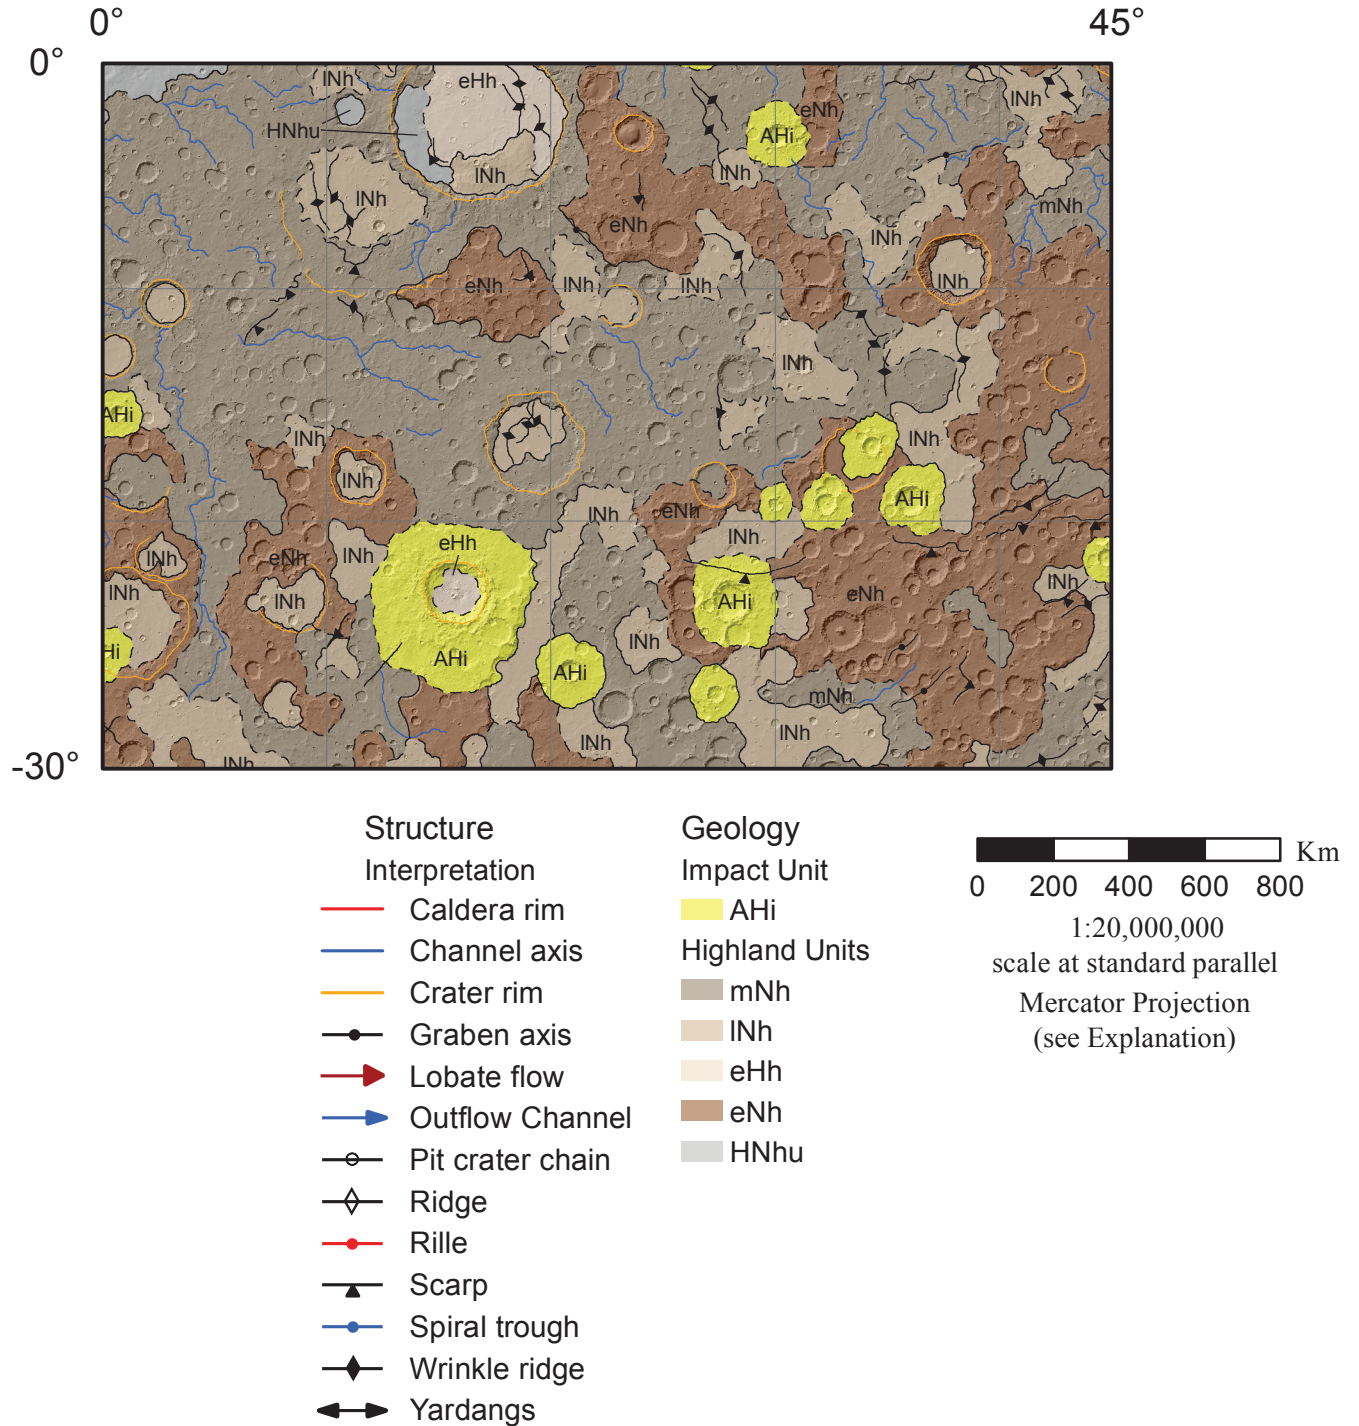 0° 45°
0°
lNh eHh lNh
HNhu AHi eNh
lNh lNh lNh
mNh
eNh lNh
eNh lNh lNh lNh
lNh
AHi
lNh lNh
lNh AHi
lNh eNh
lNh eNh lNh eHh lNh
lNh lNh AHi eNh lNh
lNh
Hi AHi AHi
mNh
lNh lNh lNh
-30°
Structure
Interpretation
Caldera rim
Channel axis
Crater rim
Graben axis
Lobate flow
Outflow Channel
Pit crater chain
Ridge
Rille
Scarp
Spiral trough
Wrinkle ridge
Yardangs
Geology
Impact Unit
AHi
Highland Units
mNh
lNh
eHh
eNh
HNhu
Km
0 200 400 600 800
1:20,000,000
scale at standard parallel
Mercator Projection
(see Explanation)